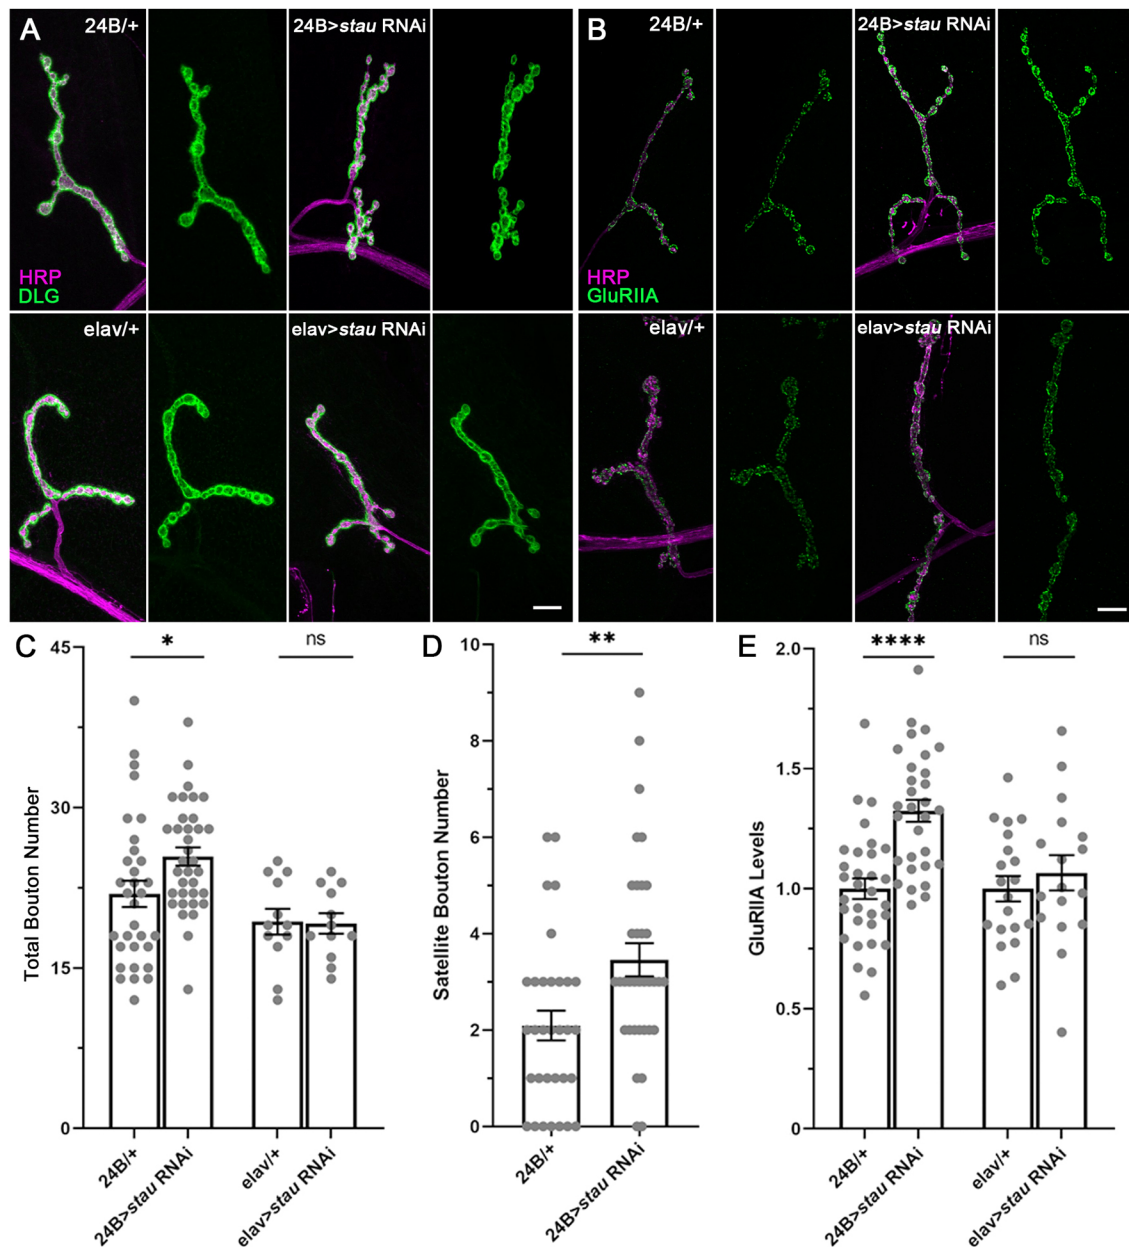 A 24B/+ 24B>stau RNAi B 24B/+ 24B>stau RNAi
HRP HRP
DLG GluRIIA
elav/+ elav>stau RNAi elav/+ elav>stau RNAi
C * ns
45
30
15
0
Total Bouton Number
24B/+
24B>stau RNAi
elav/+
elav>stau RNAi
D **
10
8
6
4
2
0
Satellite Bouton Number
24B/+
24B>stau RNAi
E **** ns
2.0
1.5
1.0
0.5
0
GluRIIA Levels
24B/+
24B>stau RNAi
elav/+
elav>stau RNAi